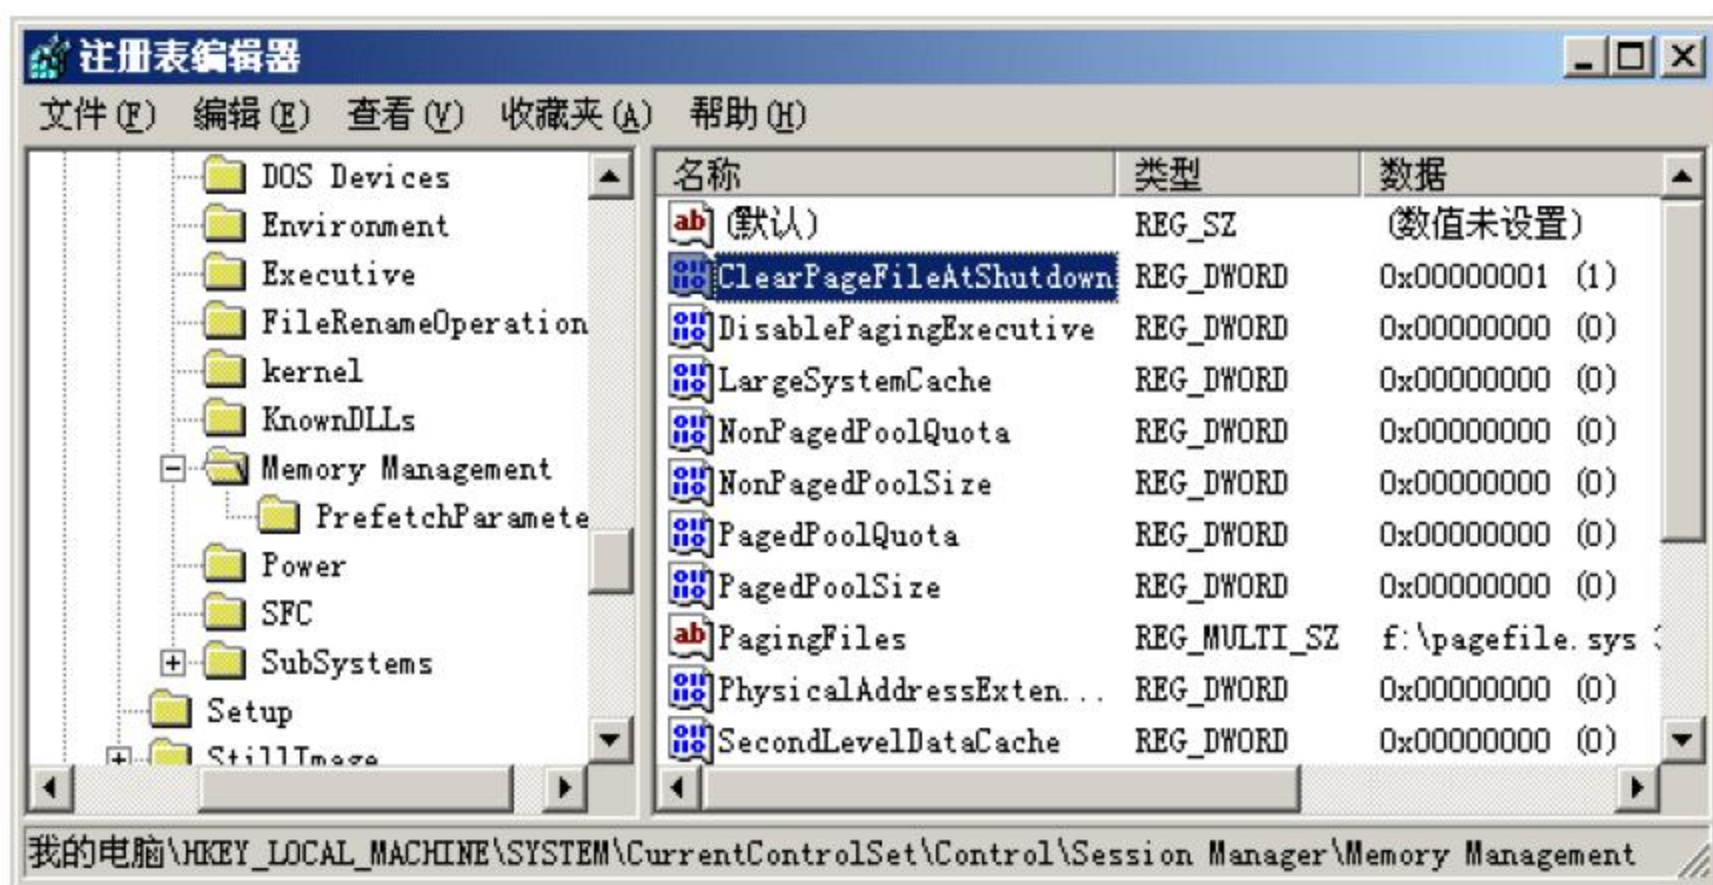 注册表编辑器
文件(F) 编辑(E) 查看(V) 收藏夹(A) 帮助(H)
DOS Devices
Environment
Executive
FileRenameOperation
kernel
KnownDLLs
Memory Management
PrefetchParamete
Power
SFC
SubSystems
Setup
StillImage
名称 类型 数据
(默认) REG_SZ (数值未设置)
ClearPageFileAtShutdown REG_DWORD 0x00000001 (1)
DisablePagingExecutive REG_DWORD 0x00000000 (0)
LargeSystemCache REG_DWORD 0x00000000 (0)
NonPagedPoolQuota REG_DWORD 0x00000000 (0)
NonPagedPoolSize REG_DWORD 0x00000000 (0)
PagedPoolQuota REG_DWORD 0x00000000 (0)
PagedPoolSize REG_DWORD 0x00000000 (0)
PagingFiles REG_MULTI_SZ f:\pagefile.sys
PhysicalAddressExten... REG_DWORD 0x00000000 (0)
SecondLevelDataCache REG_DWORD 0x00000000 (0)
我的电脑\HKEY_LOCAL_MACHINE\SYSTEM\CurrentControlSet\Control\Session Manager\Memory Management